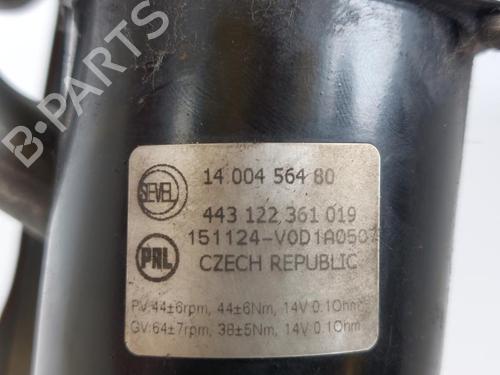 B-PARTS
SEVEL
14 004 564 80
443 122 361 019
151124-V0D1A0507
PAL
CZECH REPUBLIC
PV:44±6rpm, 44±6Nm, 14V 0.1Ohm
GV:64±7rpm, 38±5Nm, 14V 0.1Ohm